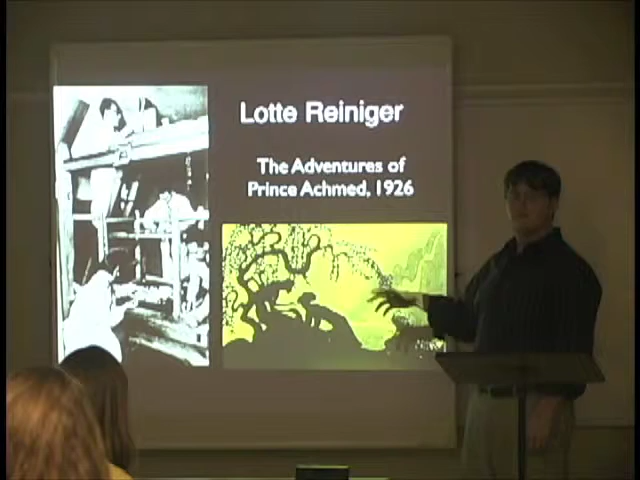 Lotte Reiniger
The Adventures of
Prince Achmed, 1926